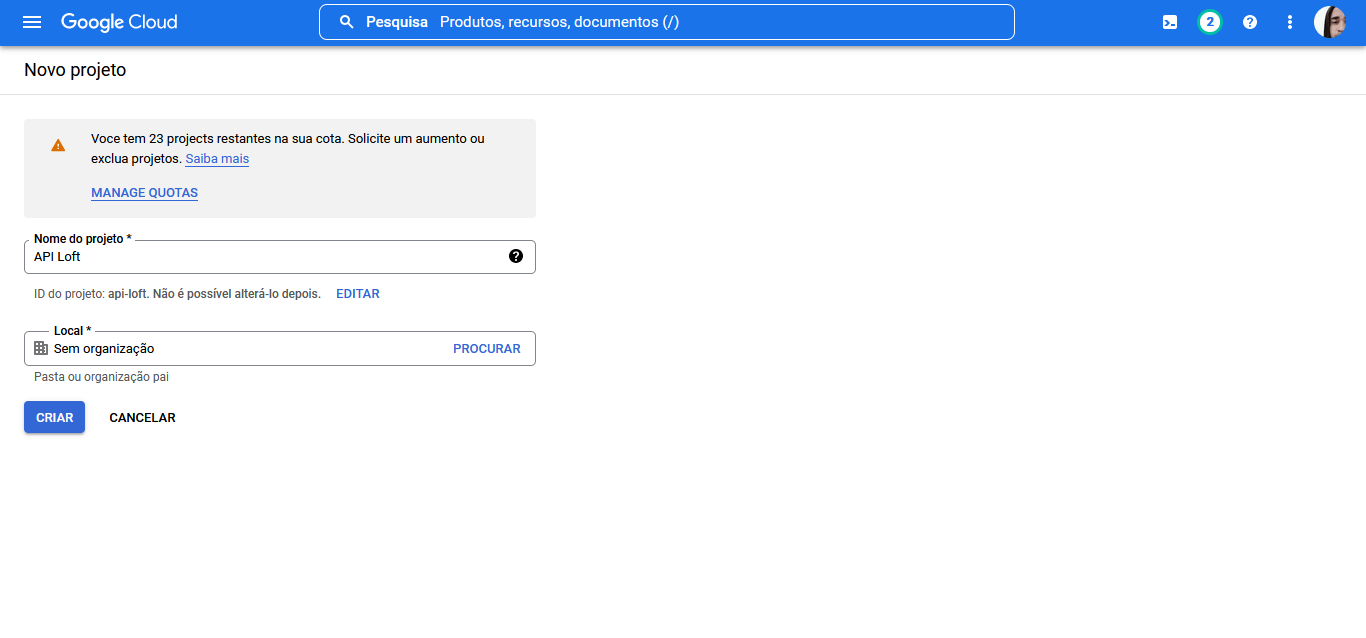 Google Cloud
Pesquisa Produtos, recursos, documentos (/)
2
Novo projeto
Voce tem 23 projects restantes na sua cota. Solicite um aumento ou
exclua projetos. Saiba mais
MANAGE QUOTAS
Nome do projeto *
API Loft
ID do projeto: api-loft. Não é possível alterá-lo depois. EDITAR
Local *
Sem organização PROCURAR
Pasta ou organização pai
CRIAR CANCELAR